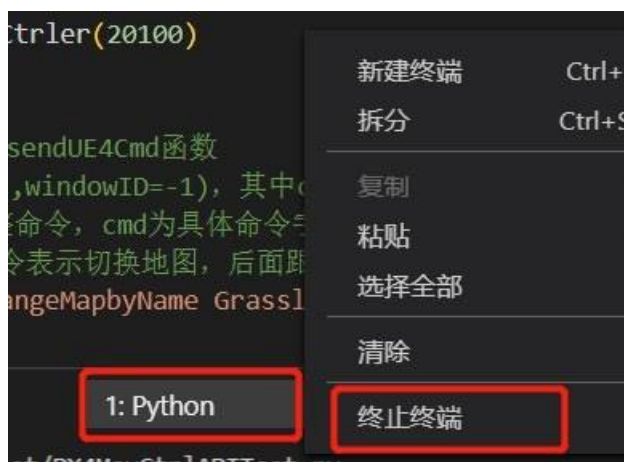 Ctrler(20100)
sendUE4Cmd函数
,windowID=-1), 其中
命令, cmd为具体命令
令表示切换地图, 后面跟
angeMapbyName Grassl
新建终端 Ctrl+
拆分 Ctrl+S
复制
粘贴
选择全部
清除
终止终端
1: Python